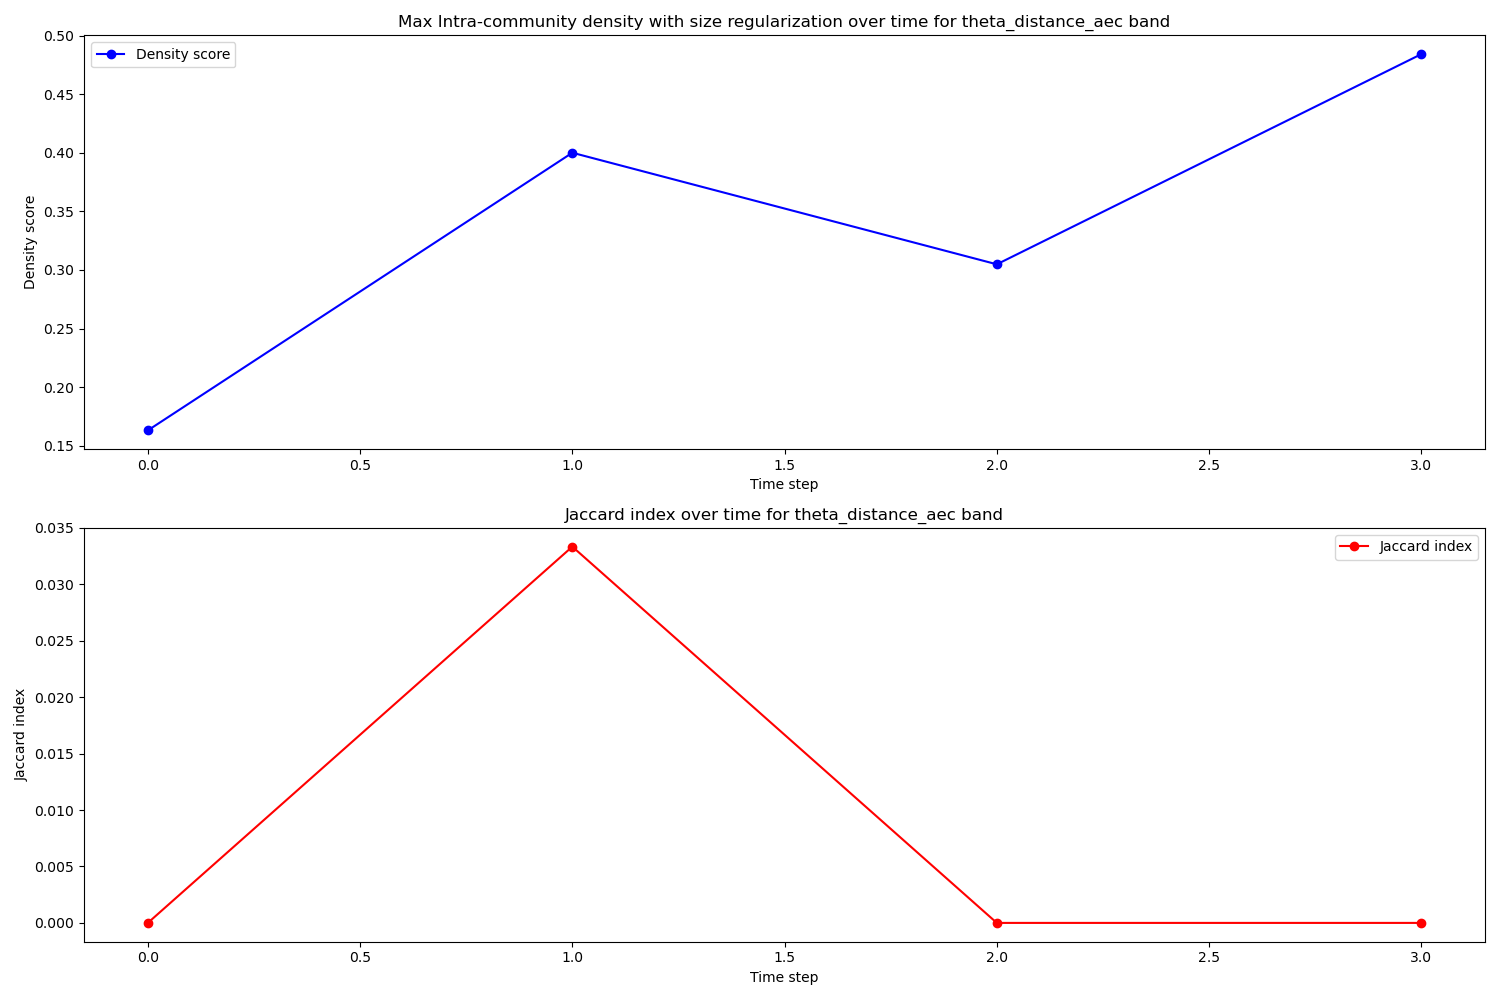 Max Intra-community density with size regularization over time for theta_distance_aec band
Density score
0.50
0.45
0.40
0.35
0.30
0.25
0.20
0.15
Density score
0.0 0.5 1.0 1.5 2.0 2.5 3.0
Time step
Jaccard index over time for theta_distance_aec band
Jaccard index
0.035
0.030
0.025
0.020
0.015
0.010
0.005
0.000
Jaccard index
0.0 0.5 1.0 1.5 2.0 2.5 3.0
Time step